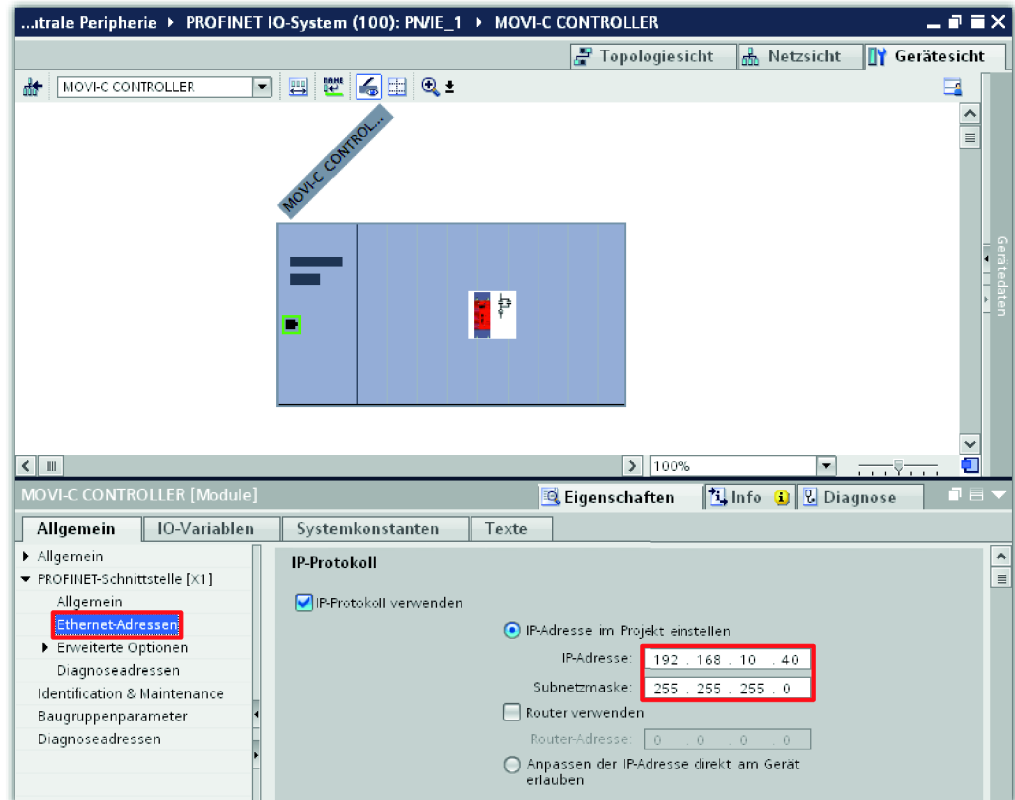 ...ıtrale Peripherie ▸ PROFINET IO-System (100): PN/IE_1 ▸ MOVI-C CONTROLLER
Topologiesicht Netzsicht Gerätesicht
MOVI-C CONTROLLER
MOVI-C CONTROL...
Gerätedaten
100%
MOVI-C CONTROLLER [Module]
Eigenschaften Info Diagnose
Allgemein IO-Variablen Systemkonstanten Texte
Allgemein
PROFINET-Schnittstelle [X1]
Allgemein
Ethernet-Adressen
Erweiterte Optionen
Diagnoseadressen
Identification & Maintenance
Baugruppenparameter
Diagnoseadressen
IP-Protokoll
IP-Protokoll verwenden
IP-Adresse im Projekt einstellen
IP-Adresse: 192 . 168 . 10 . 40
Subnetzmaske: 255 . 255 . 255 . 0
Router verwenden
Router-Adresse: 0 . 0 . 0 . 0
Anpassen der IP-Adresse direkt am Gerät
erlauben